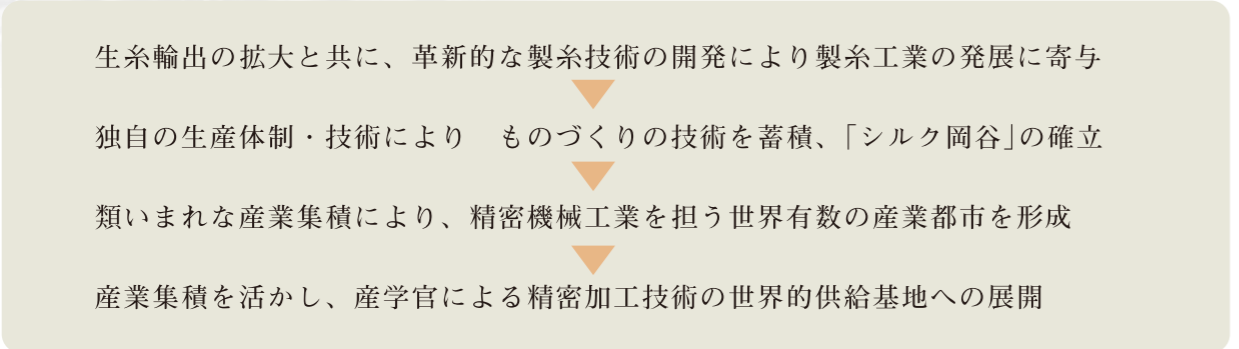 生糸輸出の拡大と共に、革新的な製糸技術の開発により製糸工業の発展に寄与
独自の生産体制・技術により　ものづくりの技術を蓄積、「シルク岡谷」の確立
類いまれな産業集積により、精密機械工業を担う世界有数の産業都市を形成
産業集積を活かし、産学官による精密加工技術の世界的供給基地への展開